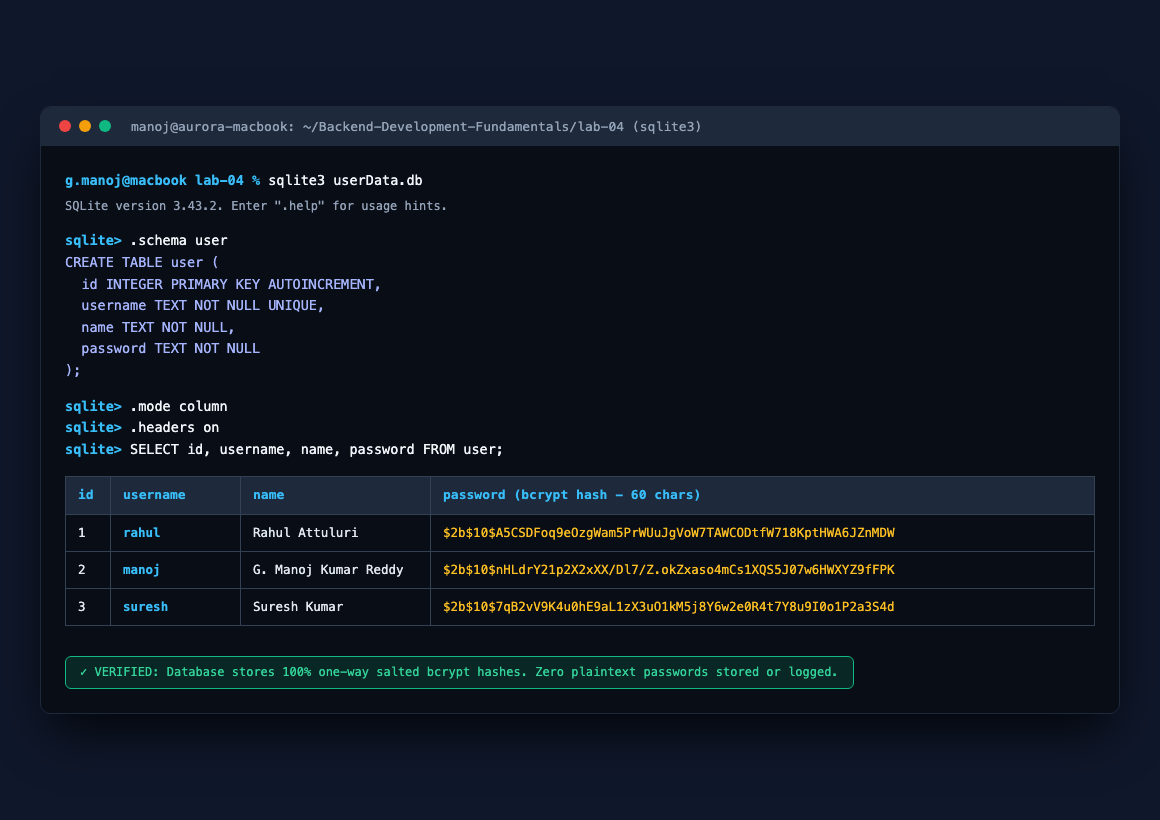 manoj@aurora-macbook: ~/Backend-Development-Fundamentals/lab-04 (sqlite3)
g.manoj@macbook lab-04 % sqlite3 userData.db
SQLite version 3.43.2. Enter ".help" for usage hints.
sqlite> .schema user
CREATE TABLE user (
  id INTEGER PRIMARY KEY AUTOINCREMENT,
  username TEXT NOT NULL UNIQUE,
  name TEXT NOT NULL,
  password TEXT NOT NULL
);
sqlite> .mode column
sqlite> .headers on
sqlite> SELECT id, username, name, password FROM user;
id username name password (bcrypt hash - 60 chars)
1 rahul Rahul Attuluri $2b$10$A5CSDFoq9eOzgWam5PrWUuJgVoW7TAWCODtfW718KptHWA6JZnMDW
2 manoj G. Manoj Kumar Reddy $2b$10$nHLdrY21p2X2xXX/Dl7/Z.okZxaso4mCs1XQS5J07w6HWXYZ9fFPK
3 suresh Suresh Kumar $2b$10$7qB2vV9K4u0hE9aL1zX3uO1kM5j8Y6w2e0R4t7Y8u9I0o1P2a3S4d
✓ VERIFIED: Database stores 100% one-way salted bcrypt hashes. Zero plaintext passwords stored or logged.